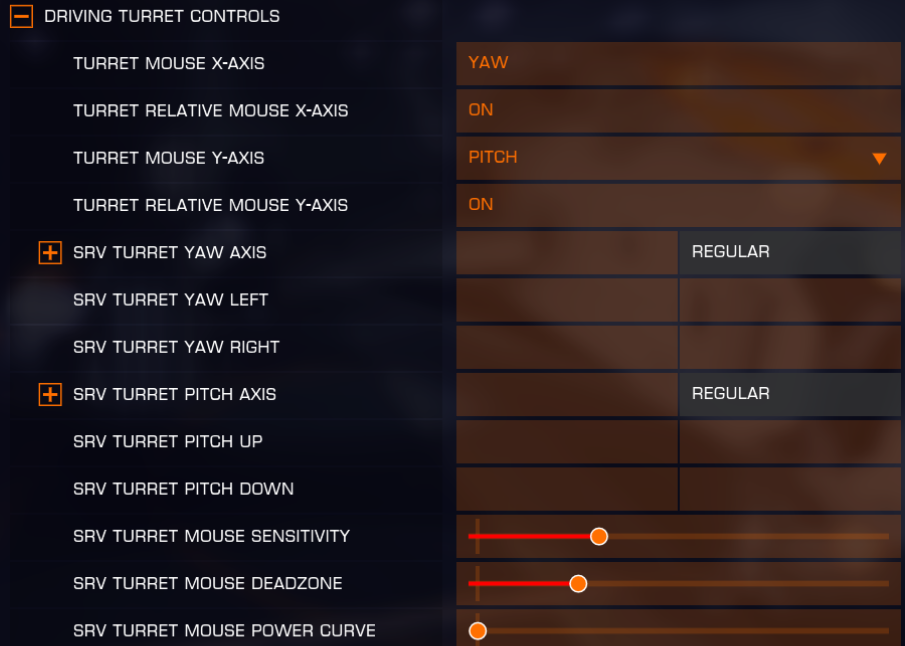 DRIVING TURRET CONTROLS
TURRET MOUSE X-AXIS YAW
TURRET RELATIVE MOUSE X-AXIS ON
TURRET MOUSE Y-AXIS PITCH
TURRET RELATIVE MOUSE Y-AXIS ON
SRV TURRET YAW AXIS REGULAR
SRV TURRET YAW LEFT
SRV TURRET YAW RIGHT
SRV TURRET PITCH AXIS REGULAR
SRV TURRET PITCH UP
SRV TURRET PITCH DOWN
SRV TURRET MOUSE SENSITIVITY
SRV TURRET MOUSE DEADZONE
SRV TURRET MOUSE POWER CURVE